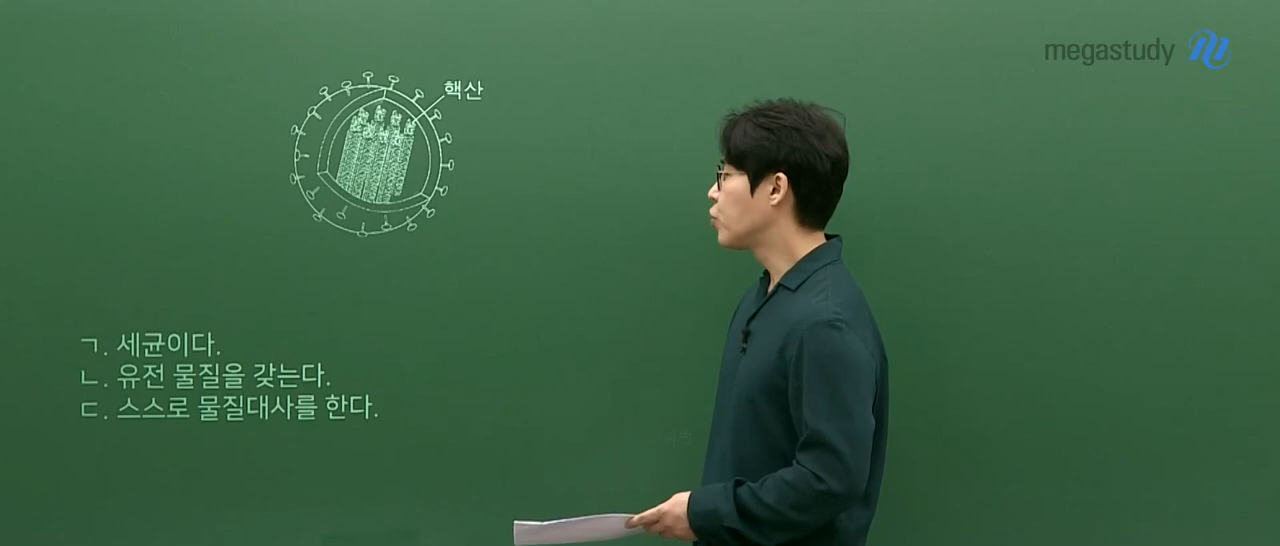 megastudy
핵산
ㄱ. 세균이다.
ㄴ. 유전 물질을 갖는다.
ㄷ. 스스로 물질대사를 한다.